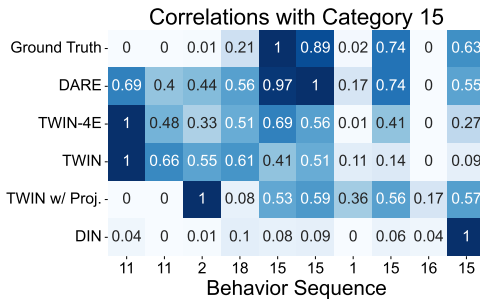 Correlations with Category 15
Ground Truth 0 0 0.01 0.21 1 0.89 0.02 0.74 0 0.63
DARE 0.69 0.4 0.44 0.56 0.97 1 0.17 0.74 0 0.55
TWIN-4E 1 0.48 0.33 0.51 0.69 0.56 0.01 0.41 0 0.27
TWIN 1 0.66 0.55 0.61 0.41 0.51 0.11 0.14 0 0.09
TWIN w/ Proj. 0 0 1 0.08 0.53 0.59 0.36 0.56 0.17 0.57
DIN 0.04 0 0.01 0.1 0.08 0.09 0 0.06 0.04 1
11 11 2 18 15 15 1 15 16 15
Behavior Sequence